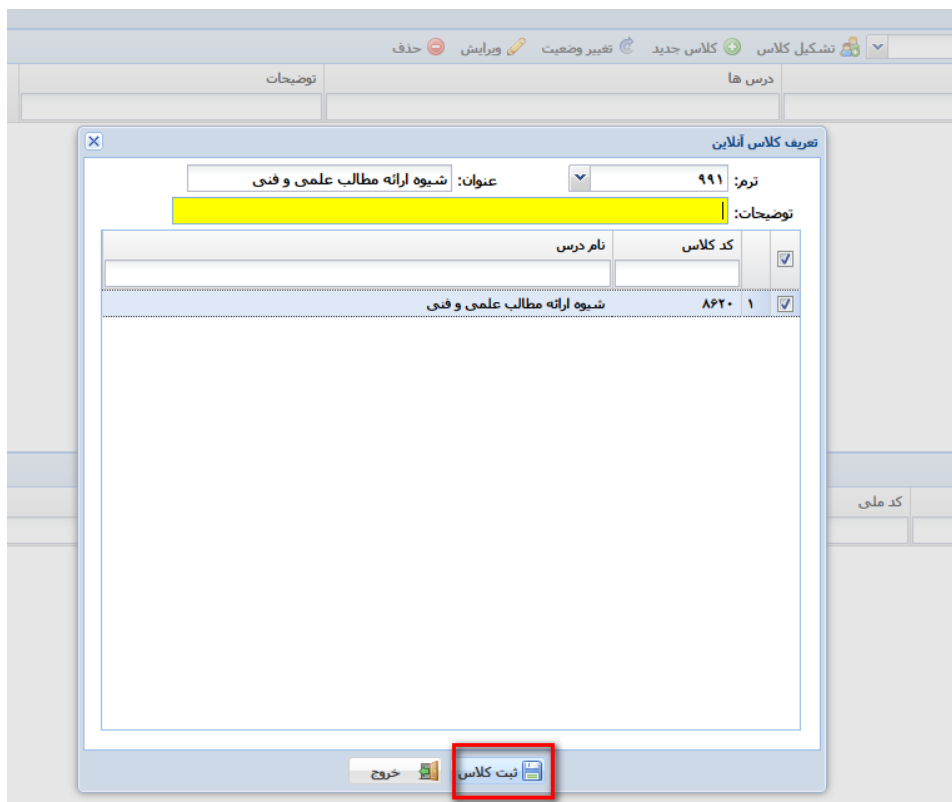 تشکیل کلاس کلاس جدید تغییر وضعیت ویرایش حذف
درس ها توضیحات
تعریف کلاس آنلاین
ترم: ۹۹۱ عنوان: شیوه ارائه مطالب علمی و فنی
توضیحات:
کد کلاس نام درس
۱ ۸۶۲۰ شیوه ارائه مطالب علمی و فنی
کد ملی
ثبت کلاس خروج